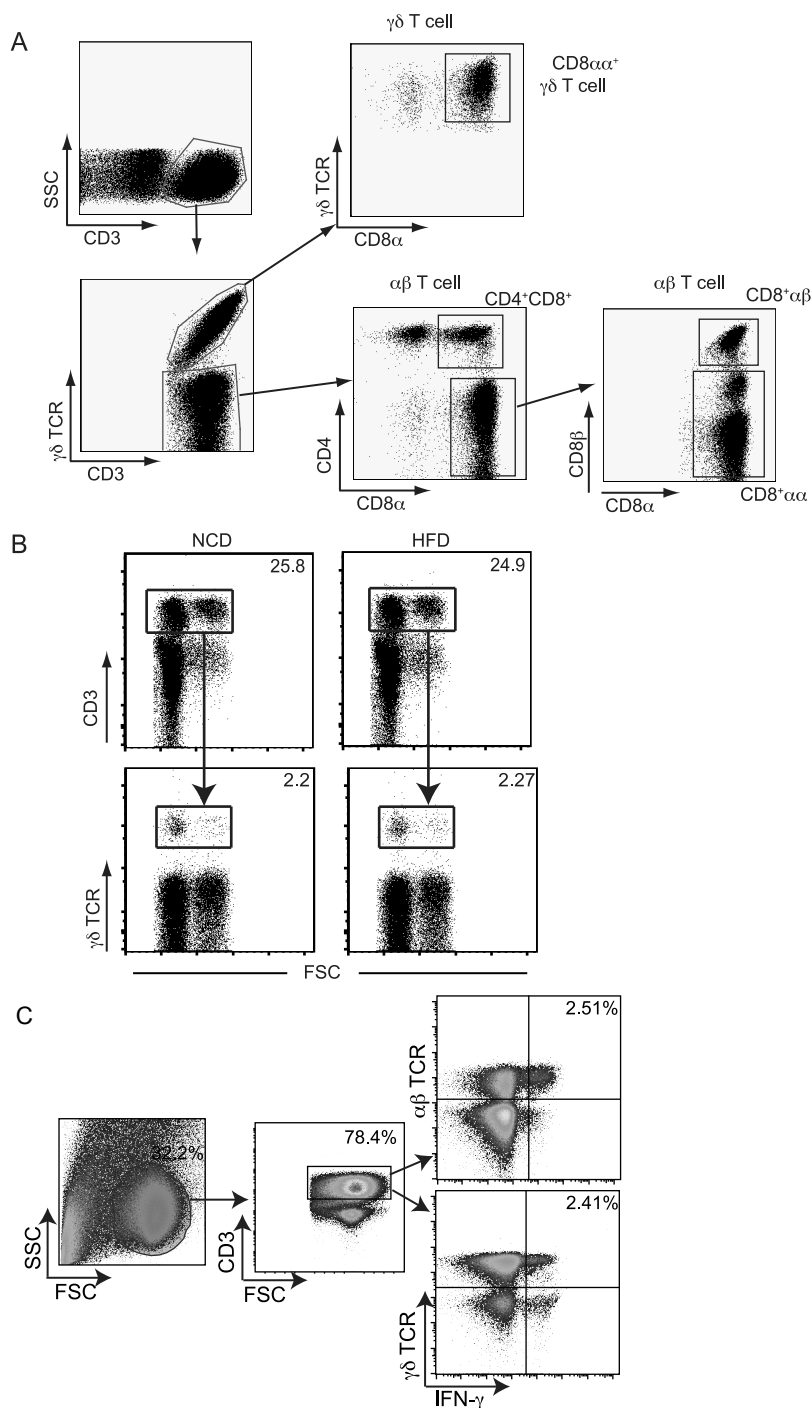 A
SSC
CD3
γδ T cell
CD8αα⁺
γδ T cell
γδ TCR
CD8α
γδ TCR
CD3
αβ T cell
CD4⁺CD8⁺
CD4
CD8α
αβ T cell
CD8⁺αβ
CD8β
CD8α
CD8⁺αα
B
NCD
HFD
25.8
24.9
CD3
2.2
2.27
γδ TCR
FSC
C
32.2%
SSC
FSC
78.4%
CD3
FSC
2.51%
αβ TCR
2.41%
γδ TCR
IFN-γ